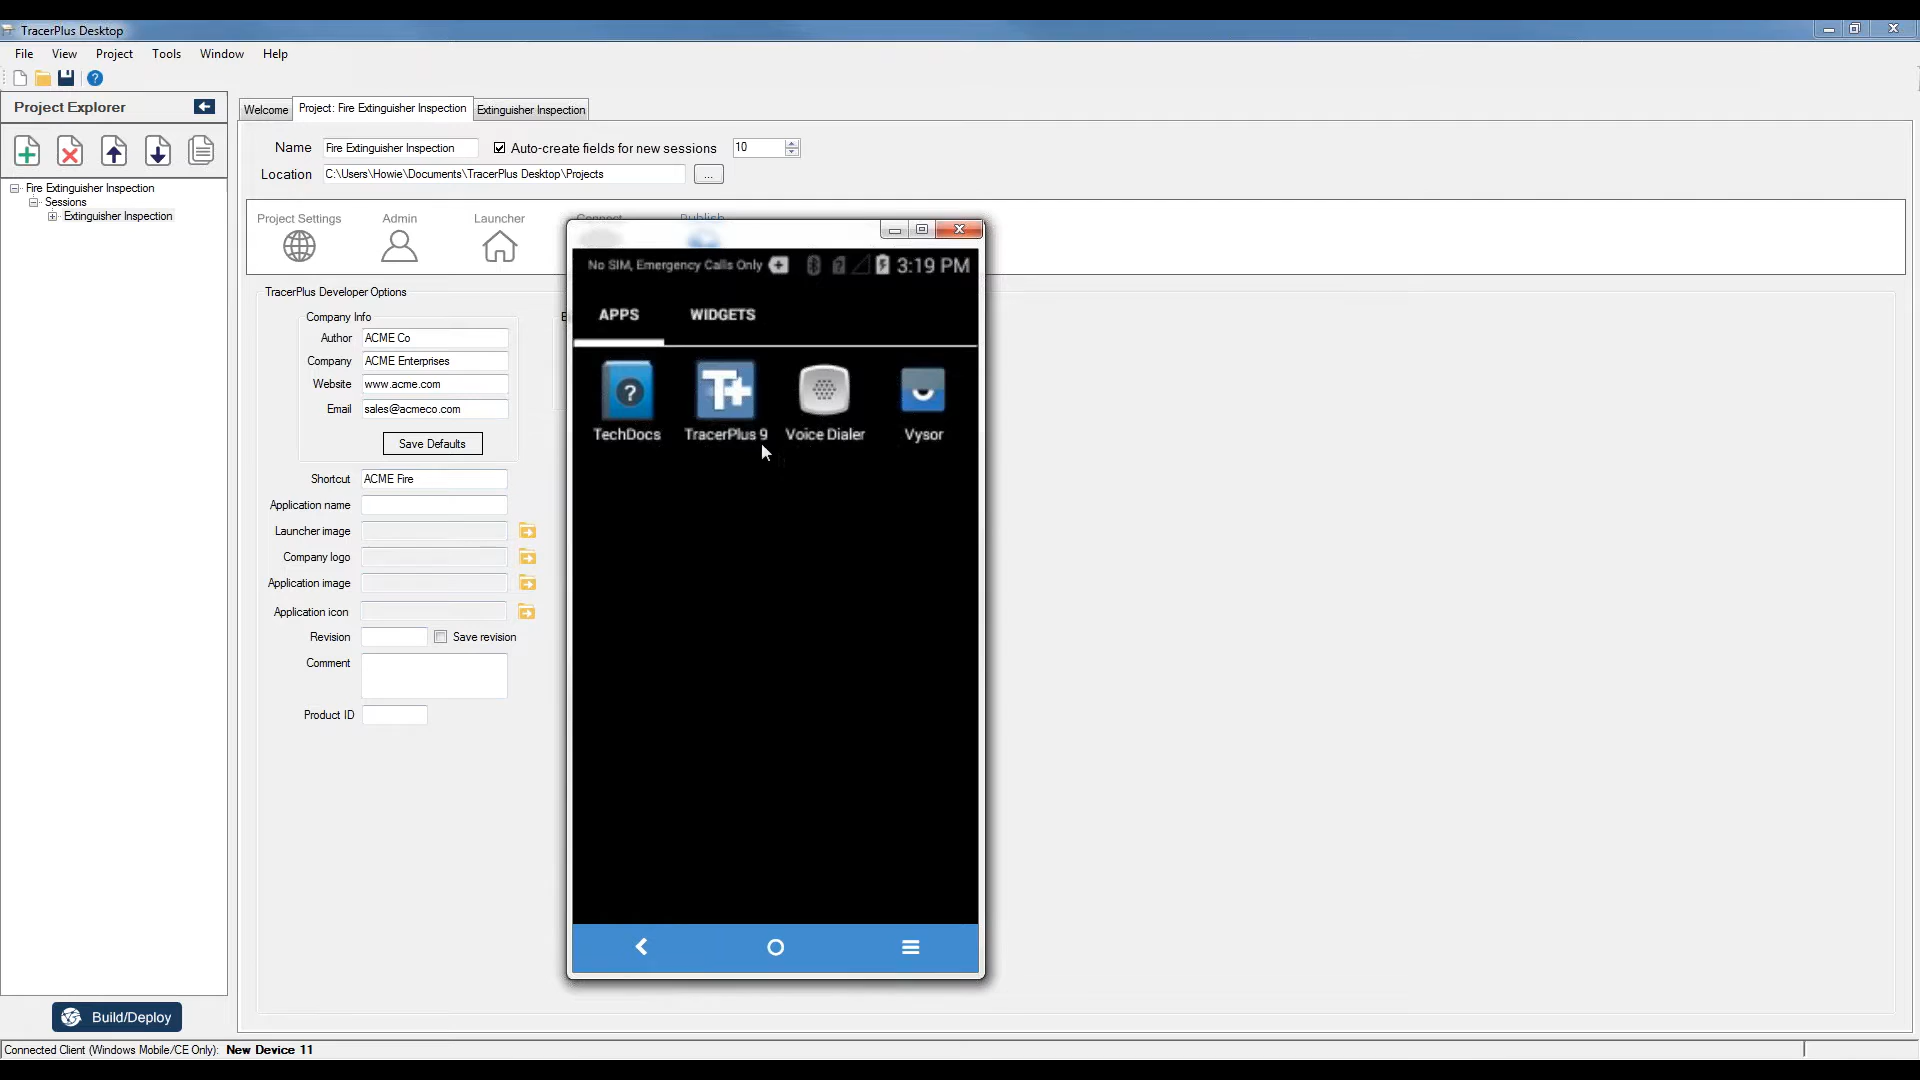 TracerPlus Desktop
File View Project Tools Window Help
Project Explorer
Welcome Project: Fire Extinguisher Inspection Extinguisher Inspection
Name Fire Extinguisher Inspection Auto-create fields for new sessions 10
Location C:\Users\Howie\Documents\TracerPlus Desktop\Projects ...
Fire Extinguisher Inspection
Sessions
Extinguisher Inspection
Project Settings Admin Launcher Connect Publish
No SIM, Emergency Calls Only 3:19 PM
APPS WIDGETS
TechDocs TracerPlus 9 Voice Dialer Vysor
TracerPlus Developer Options
Company Info
Author ACME Co
Company ACME Enterprises
Website www.acme.com
Email sales@acmeco.com
Save Defaults
Shortcut ACME Fire
Application name
Launcher image
Company logo
Application image
Application icon
Revision Save revision
Comment
Product ID
Build/Deploy
Connected Client (Windows Mobile/CE Only): New Device 11